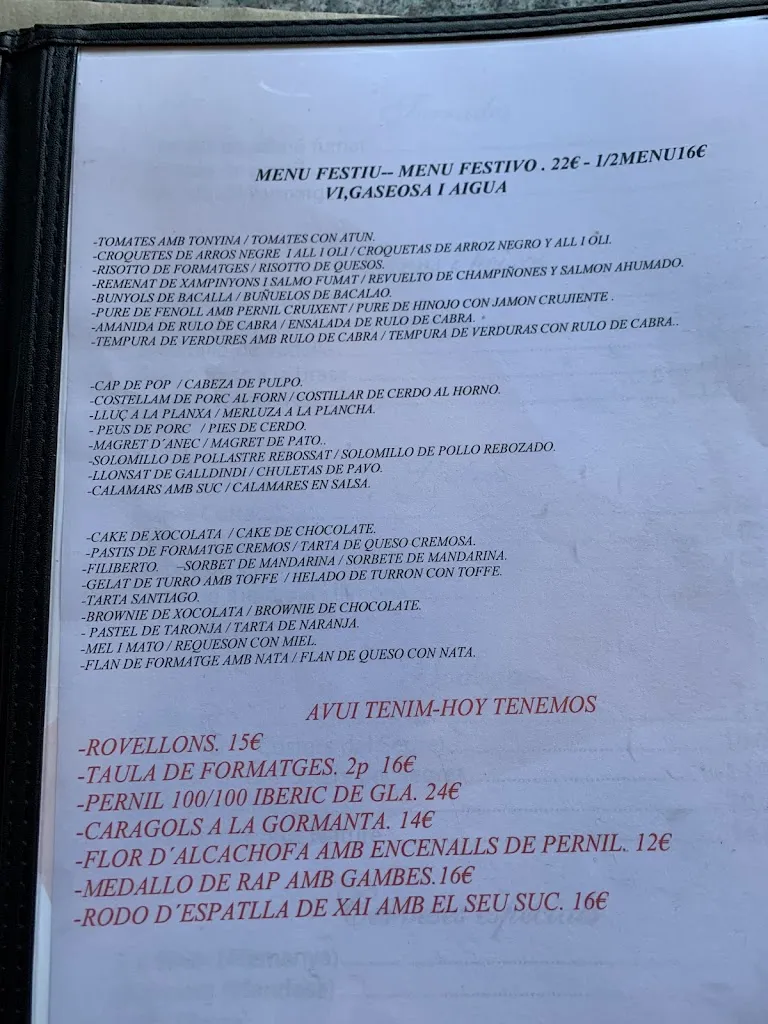 MENU FESTIU-- MENU FESTIVO . 22€ - 1/2MENU16€
VI,GASEOSA I AIGUA
-TOMATES AMB TONYINA / TOMATES CON ATUN.
-CROQUETES DE ARROS NEGRE I ALL I OLI / CROQUETAS DE ARROZ NEGRO Y ALL I OLI.
-RISOTTO DE FORMATGES / RISOTTO DE QUESOS.
-REMENAT DE XAMPINYONS I SALMO FUMAT / REVUELTO DE CHAMPIÑONES Y SALMON AHUMADO.
-BUNYOLS DE BACALLA / BUÑUELOS DE BACALAO.
-PURE DE FENOLL AMB PERNIL CRUIXENT / PURE DE HINOJO CON JAMON CRUJIENTE .
-AMANIDA DE RULO DE CABRA / ENSALADA DE RULO DE CABRA.
-TEMPURA DE VERDURES AMB RULO DE CABRA / TEMPURA DE VERDURAS CON RULO DE CABRA..
-CAP DE POP / CABEZA DE PULPO.
-COSTELLAM DE PORC AL FORN / COSTILLAR DE CERDO AL HORNO.
-LLUÇ A LA PLANXA / MERLUZA A LA PLANCHA.
- PEUS DE PORC / PIES DE CERDO.
-MAGRET D´ANEC / MAGRET DE PATO..
-SOLOMILLO DE POLLASTRE REBOSSAT / SOLOMILLO DE POLLO REBOZADO.
-LLONSAT DE GALLDINDI / CHULETAS DE PAVO.
-CALAMARS AMB SUC / CALAMARES EN SALSA.
-CAKE DE XOCOLATA / CAKE DE CHOCOLATE.
-PASTIS DE FORMATGE CREMOS / TARTA DE QUESO CREMOSA.
-FILIBERTO. –SORBET DE MANDARINA / SORBETE DE MANDARINA.
-GELAT DE TURRO AMB TOFFE / HELADO DE TURRON CON TOFFE.
-TARTA SANTIAGO.
-BROWNIE DE XOCOLATA / BROWNIE DE CHOCOLATE.
- PASTEL DE TARONJA / TARTA DE NARANJA.
-MEL I MATO / REQUESON CON MIEL.
-FLAN DE FORMATGE AMB NATA / FLAN DE QUESO CON NATA.
AVUI TENIM-HOY TENEMOS
-ROVELLONS. 15€
-TAULA DE FORMATGES. 2p 16€
-PERNIL 100/100 IBERIC DE GLA. 24€
-CARAGOLS A LA GORMANTA. 14€
-FLOR D´ALCACHOFA AMB ENCENALLS DE PERNIL. 12€
-MEDALLO DE RAP AMB GAMBES.16€
-RODO D´ESPATLLA DE XAI AMB EL SEU SUC. 16€